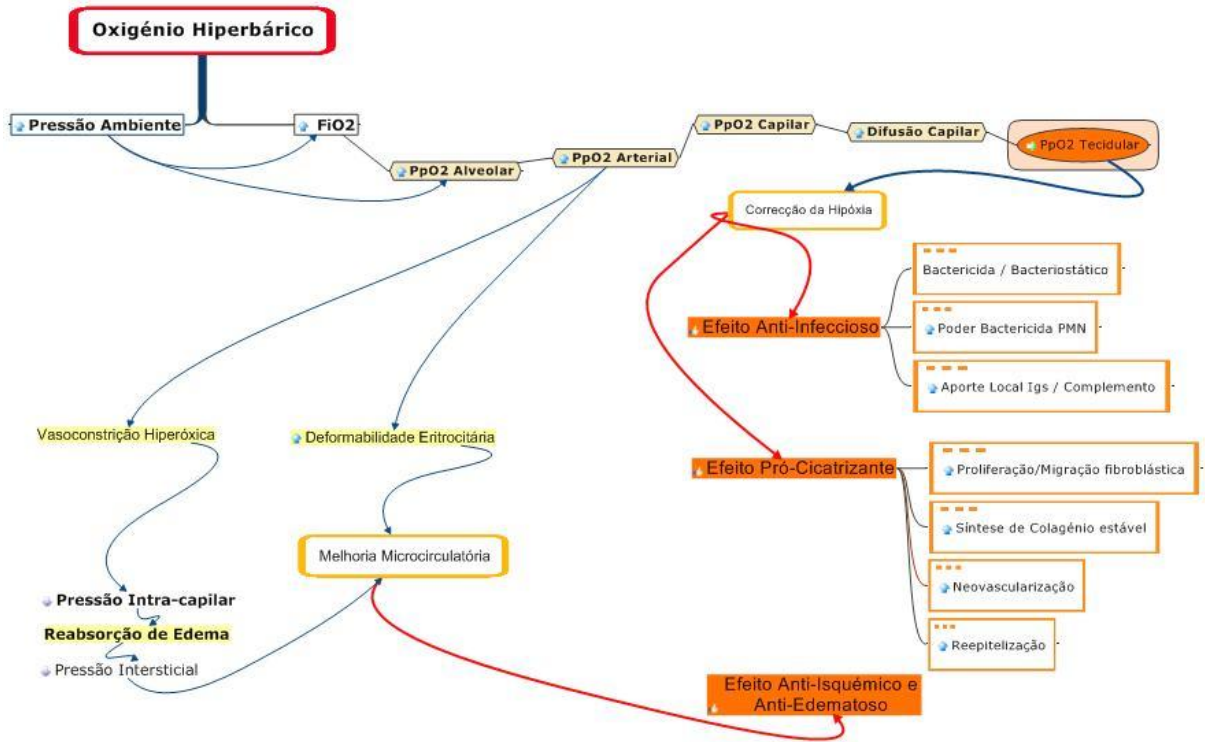 Oxigénio Hiperbárico
Pressão Ambiente
FiO2
PpO2 Alveolar
PpO2 Arterial
PpO2 Capilar
Difusão Capilar
PpO2 Tecidular
Correcção da Hipóxia
Efeito Anti-Infeccioso
Bactericida / Bacteriostático
Poder Bactericida PMN
Aporte Local Igs / Complemento
Vasoconstrição Hiperóxica
Deformabilidade Eritrocitária
Efeito Pró-Cicatrizante
Proliferação/Migração fibroblástica
Síntese de Colagénio estável
Neovascularização
Reepitelização
Melhoria Microcirculatória
Pressão Intra-capilar
Reabsorção de Edema
Pressão Intersticial
Efeito Anti-Isquémico e
Anti-Edematoso